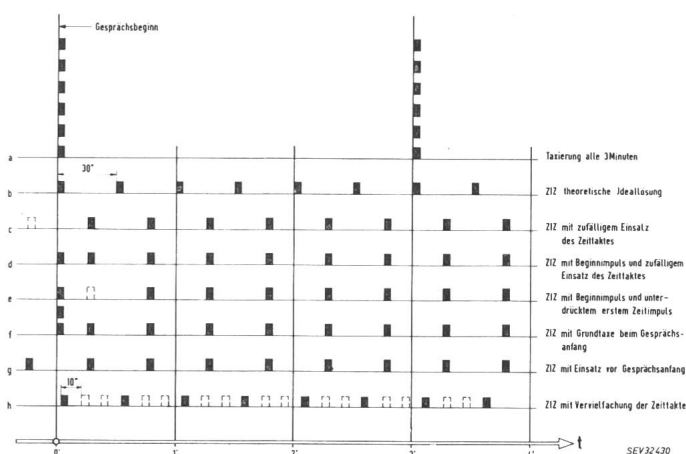 Gesprächsbeginn
a
Taxierung alle 3Minuten
30"
b
ZIZ theoretische Ideallösung
c
ZIZ mit zufälligem Einsatz
des Zeittaktes
d
ZIZ mit Beginnimpuls und zufälligem
Einsatz des Zeittaktes
e
ZIZ mit Beginnimpuls und unter-
drücktem erstem Zeitimpuls
f
ZIZ mit Grundtaxe beim Gesprächs-
anfang
g
ZIZ mit Einsatz vor Gesprächsanfang
10"
h
ZIZ mit Vervielfachung der Zeittakte
t
0' 1' 2' 3' 4'
SEV32430